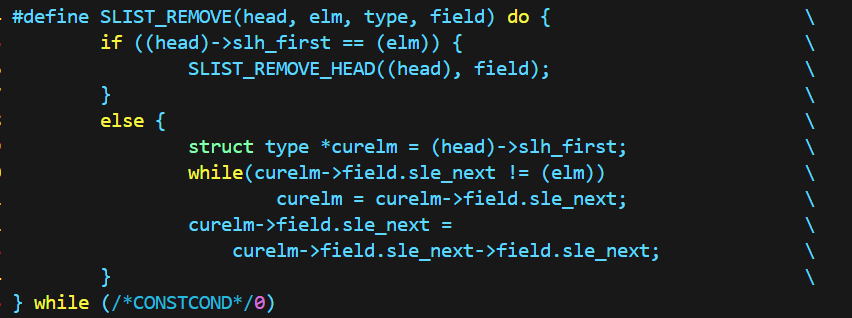 #define SLIST_REMOVE(head, elm, type, field) do {                       \
        if ((head)->slh_first == (elm)) {                               \
                SLIST_REMOVE_HEAD((head), field);                       \
        }                                                               \
        else {                                                          \
                struct type *curelm = (head)->slh_first;                \
                while(curelm->field.sle_next != (elm))                  \
                        curelm = curelm->field.sle_next;                \
                curelm->field.sle_next =                                \
                    curelm->field.sle_next->field.sle_next;             \
        }                                                               \
} while (/*CONSTCOND*/0)